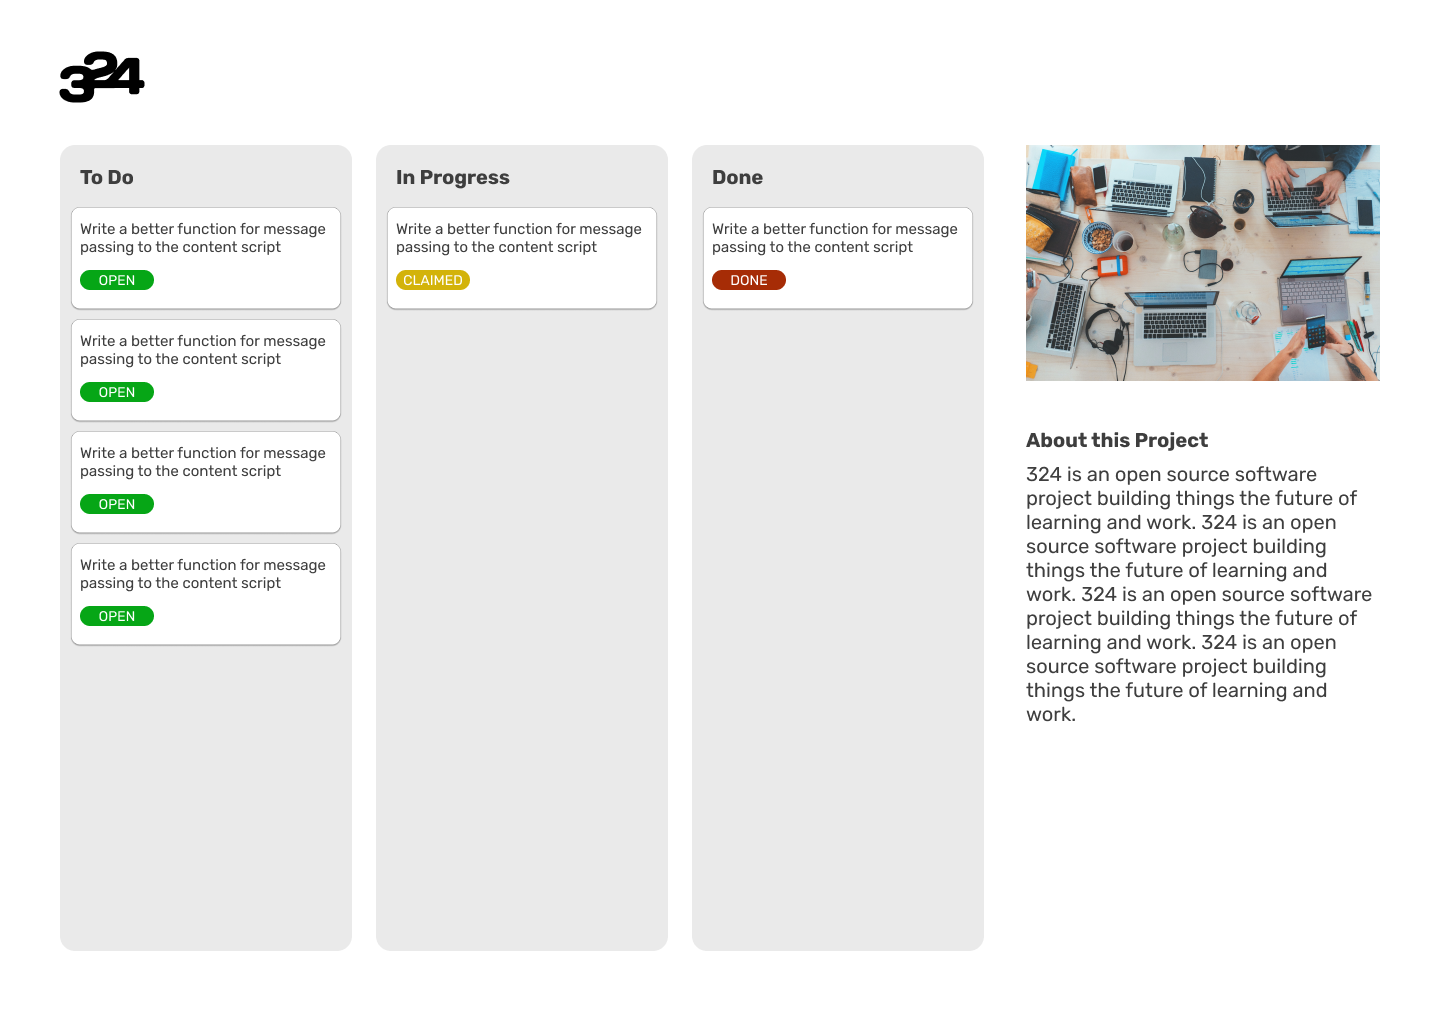 324
To Do
Write a better function for message
passing to the content script
OPEN
Write a better function for message
passing to the content script
OPEN
Write a better function for message
passing to the content script
OPEN
Write a better function for message
passing to the content script
OPEN
In Progress
Write a better function for message
passing to the content script
CLAIMED
Done
Write a better function for message
passing to the content script
DONE
About this Project
324 is an open source software
project building things the future of
learning and work. 324 is an open
source software project building
things the future of learning and
work. 324 is an open source software
project building things the future of
learning and work. 324 is an open
source software project building
things the future of learning and
work.